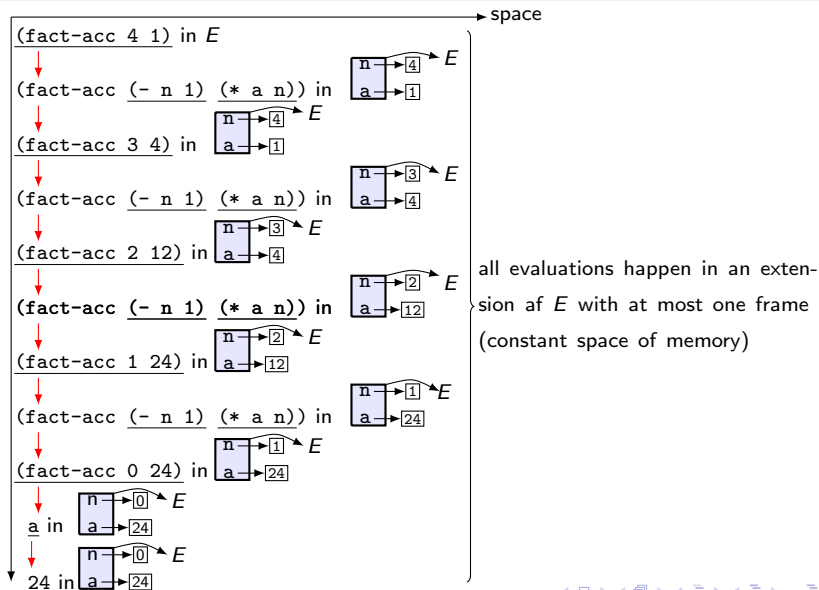 space
(fact-acc 4 1) in E
(fact-acc (- n 1) (* a n)) in n 4 E
a 1
(fact-acc 3 4) in n 4 E
a 1
(fact-acc (- n 1) (* a n)) in n 3 E
a 4
(fact-acc 2 12) in n 3 E
a 4
(fact-acc (- n 1) (* a n)) in n 2 E
a 12
(fact-acc 1 24) in n 2 E
a 12
(fact-acc (- n 1) (* a n)) in n 1 E
a 24
(fact-acc 0 24) in n 1 E
a 24
a in n 0 E
a 24
24 in n 0 E
a 24
all evaluations happen in an exten-
sion af E with at most one frame
(constant space of memory)